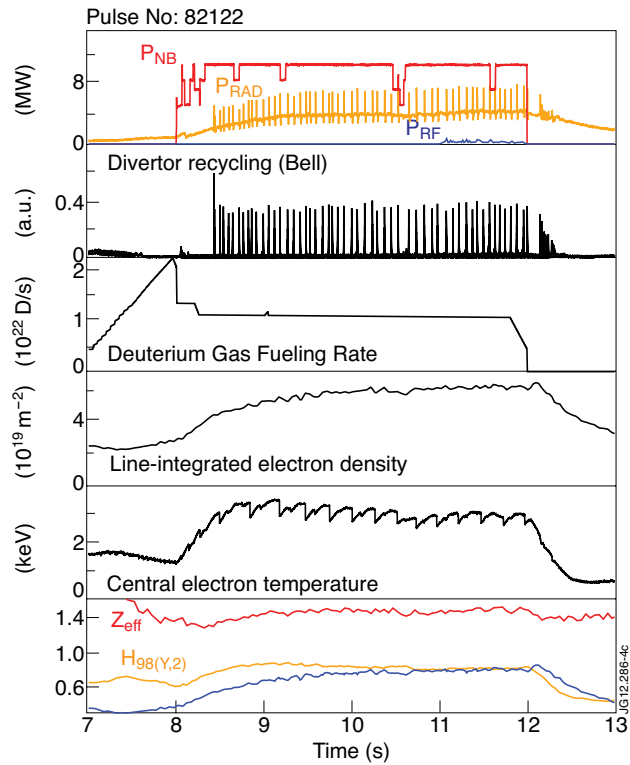 Pulse No: 82122
P_NB
8
P_RAD
(MW)
P_RF
0
Divertor recycling (Bell)
0.4
(a.u.)
0
2
(10^22 D/s)
1
Deuterium Gas Fueling Rate
0
(10^19 m^−2)
4
Line-integrated electron density
0
(keV)
2
Central electron temperature
0
1.4
Z_eff
1.0
H_98(Y,2)
0.6
7 8 9 10 11 12 13
Time (s)
JG12.286-4c